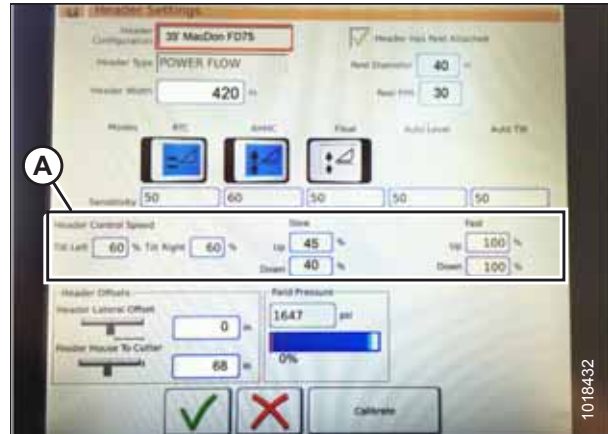 Header Settings
Header Configuration 35' MacDon FD75
Header Has Reel Attached
Header Type POWER FLOW
Reel Diameter 40 in
Header Width 420 in
Reel PPR 30
Modes RTC AHHC Float Auto Level Auto Tilt
A
Sensitivity 50 60 50 50 50
Header Control Speed Slow Fast
Tilt Left 60 % Tilt Right 60 % Up 45 % Up 100 %
Down 40 % Down 100 %
Header Offsets Field Pressure
Header Lateral Offset 1647 psi
0 in
Feeder House To Cutter
68 in 0%
Calibrate
1018432